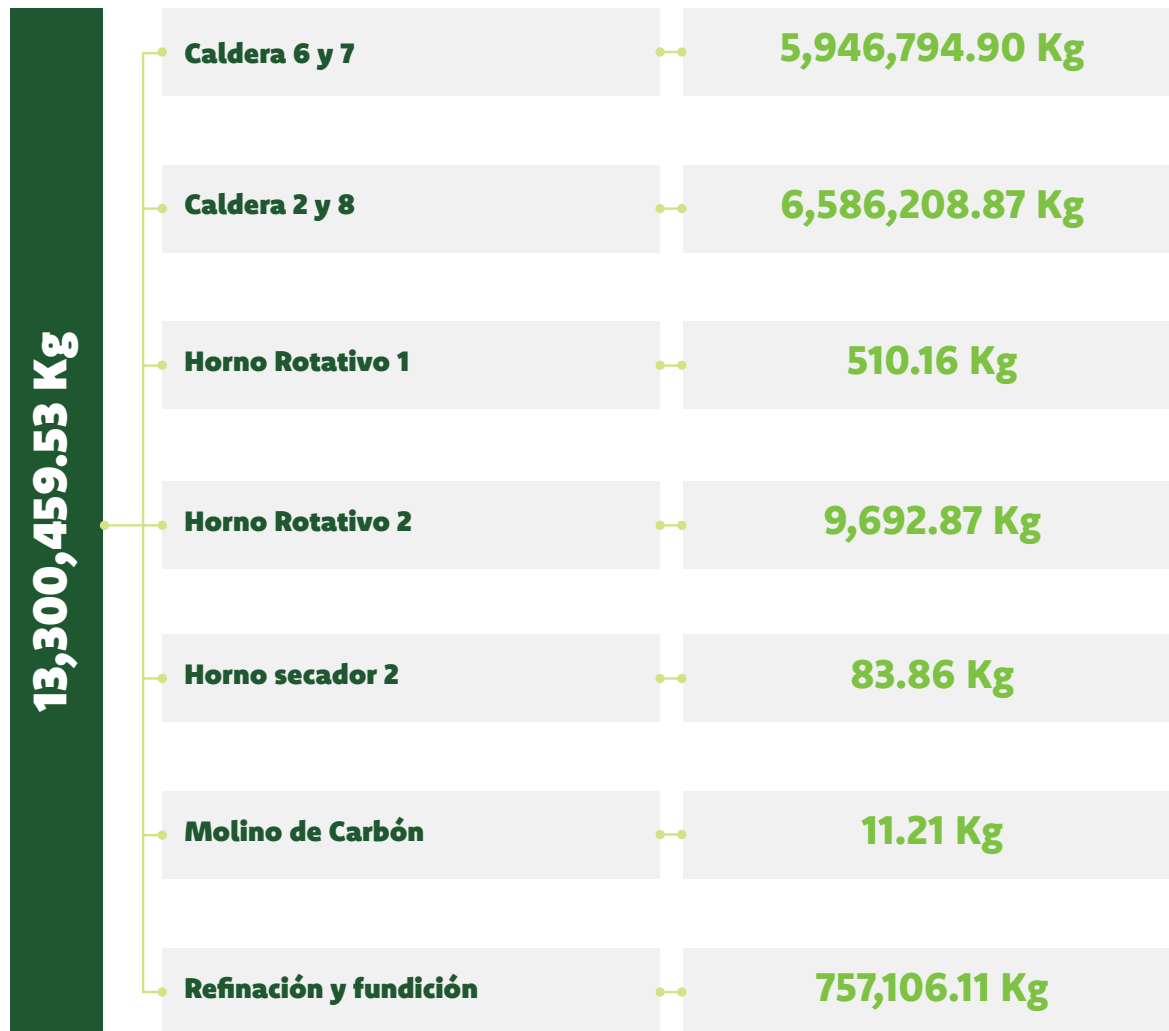 13,300,459.53 Kg
Caldera 6 y 7
5,946,794.90 Kg
Caldera 2 y 8
6,586,208.87 Kg
Horno Rotativo 1
510.16 Kg
Horno Rotativo 2
9,692.87 Kg
Horno secador 2
83.86 Kg
Molino de Carbón
11.21 Kg
Refinación y fundición
757,106.11 Kg